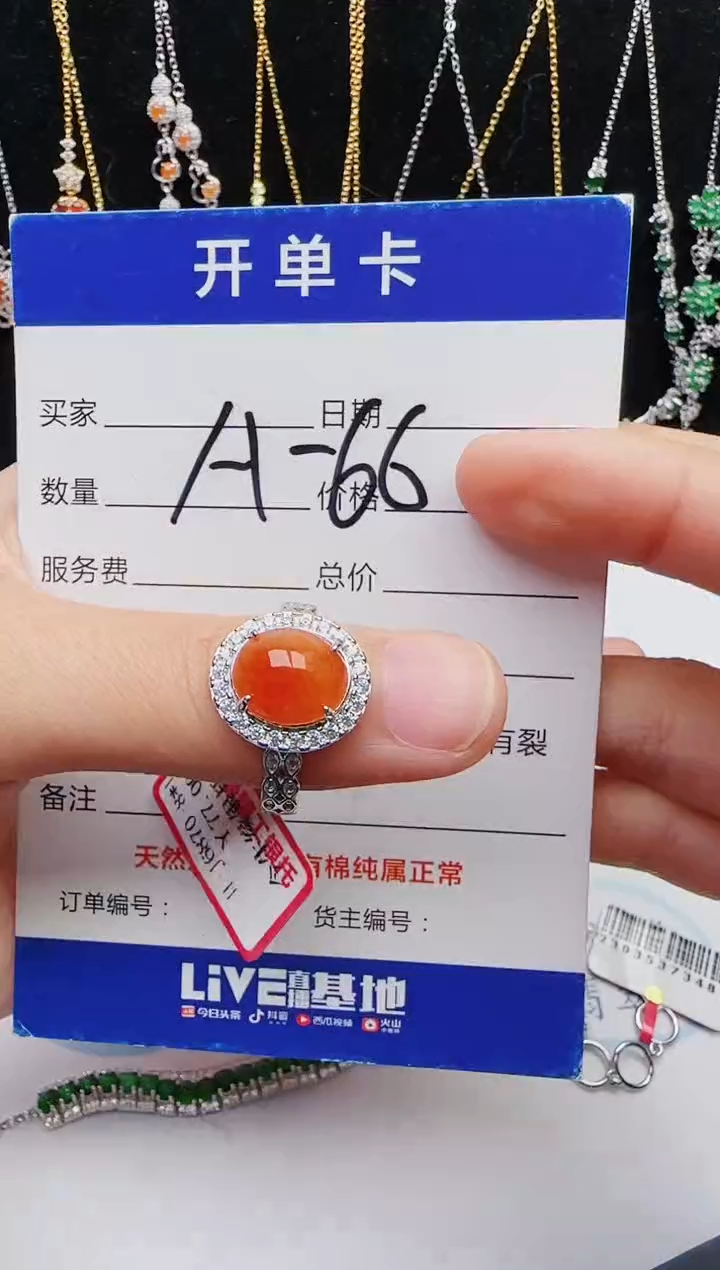 开单卡
买家 日期
A-66
数量 价格
服务费 总价
有裂
备注
天然 有棉纯属正常
订单编号： 货主编号：
LiVE直播基地
今日头条 抖音 西瓜视频 火山
J6870
2303537348